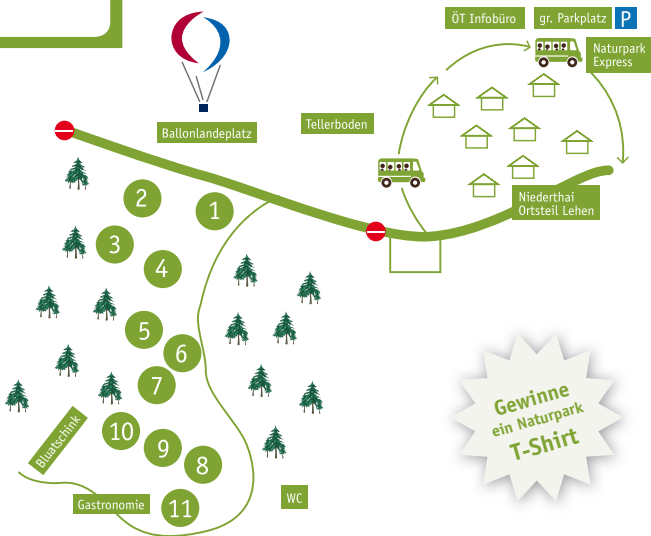 ÖT Infobüro
gr. Parkplatz
P
Naturpark
Express
Tellerboden
Ballonlandeplatz
Niederthai
Ortsteil Lehen
2
1
3
4
5
6
7
10
9
8
11
Bluatschink
Gastronomie
WC
Gewinne
ein Naturpark
T-Shirt